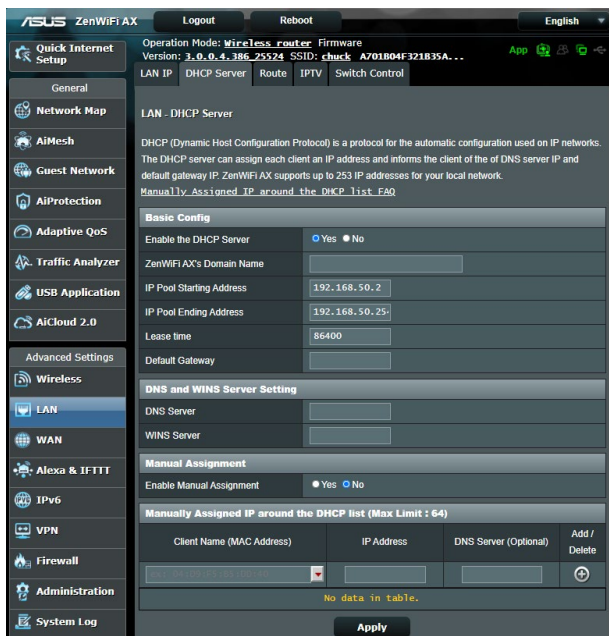 ASUS ZenWiFi AX Logout Reboot English
Quick Internet Setup
Operation Mode: Wireless router Firmware
Version: 3.0.0.4.386_25524 SSID: chuck A701B04F321B35A...
App
LAN IP DHCP Server Route IPTV Switch Control
General
Network Map
AiMesh
Guest Network
AiProtection
Adaptive QoS
Traffic Analyzer
USB Application
AiCloud 2.0
Advanced Settings
Wireless
LAN
WAN
Alexa & IFTTT
IPv6
VPN
Firewall
Administration
System Log
LAN - DHCP Server
DHCP (Dynamic Host Configuration Protocol) is a protocol for the automatic configuration used on IP networks.
The DHCP server can assign each client an IP address and informs the client of the of DNS server IP and
default gateway IP. ZenWiFi AX supports up to 253 IP addresses for your local network.
Manually Assigned IP around the DHCP list FAQ
Basic Config
Enable the DHCP Server Yes No
ZenWiFi AX's Domain Name
IP Pool Starting Address 192.168.50.2
IP Pool Ending Address 192.168.50.25
Lease time 86400
Default Gateway
DNS and WINS Server Setting
DNS Server
WINS Server
Manual Assignment
Enable Manual Assignment Yes No
Manually Assigned IP around the DHCP list (Max Limit : 64)
Client Name (MAC Address) IP Address DNS Server (Optional) Add / Delete
No data in table.
Apply